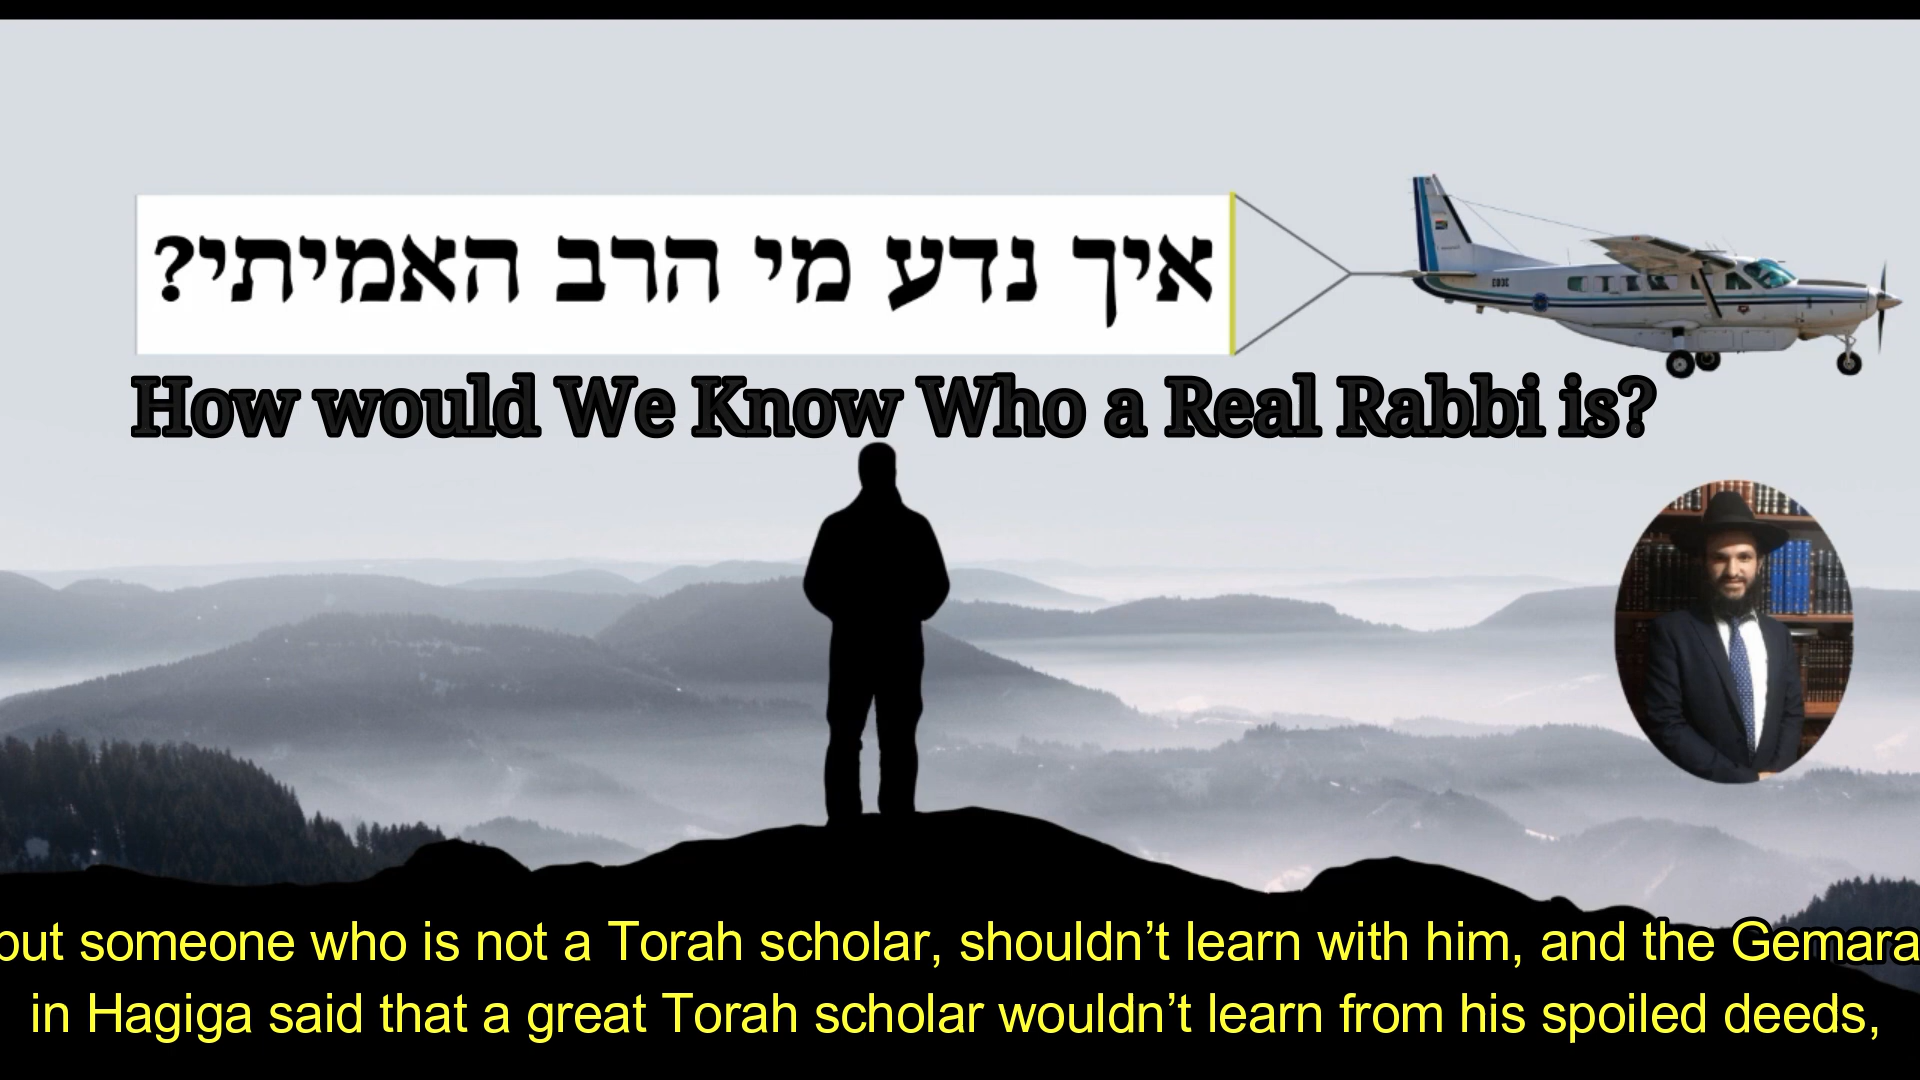 איך נדע מי הרב האמיתי?
How would We Know Who a Real Rabbi is?
but someone who is not a Torah scholar, shouldn’t learn with him, and the Gemara
in Hagiga said that a great Torah scholar wouldn’t learn from his spoiled deeds,